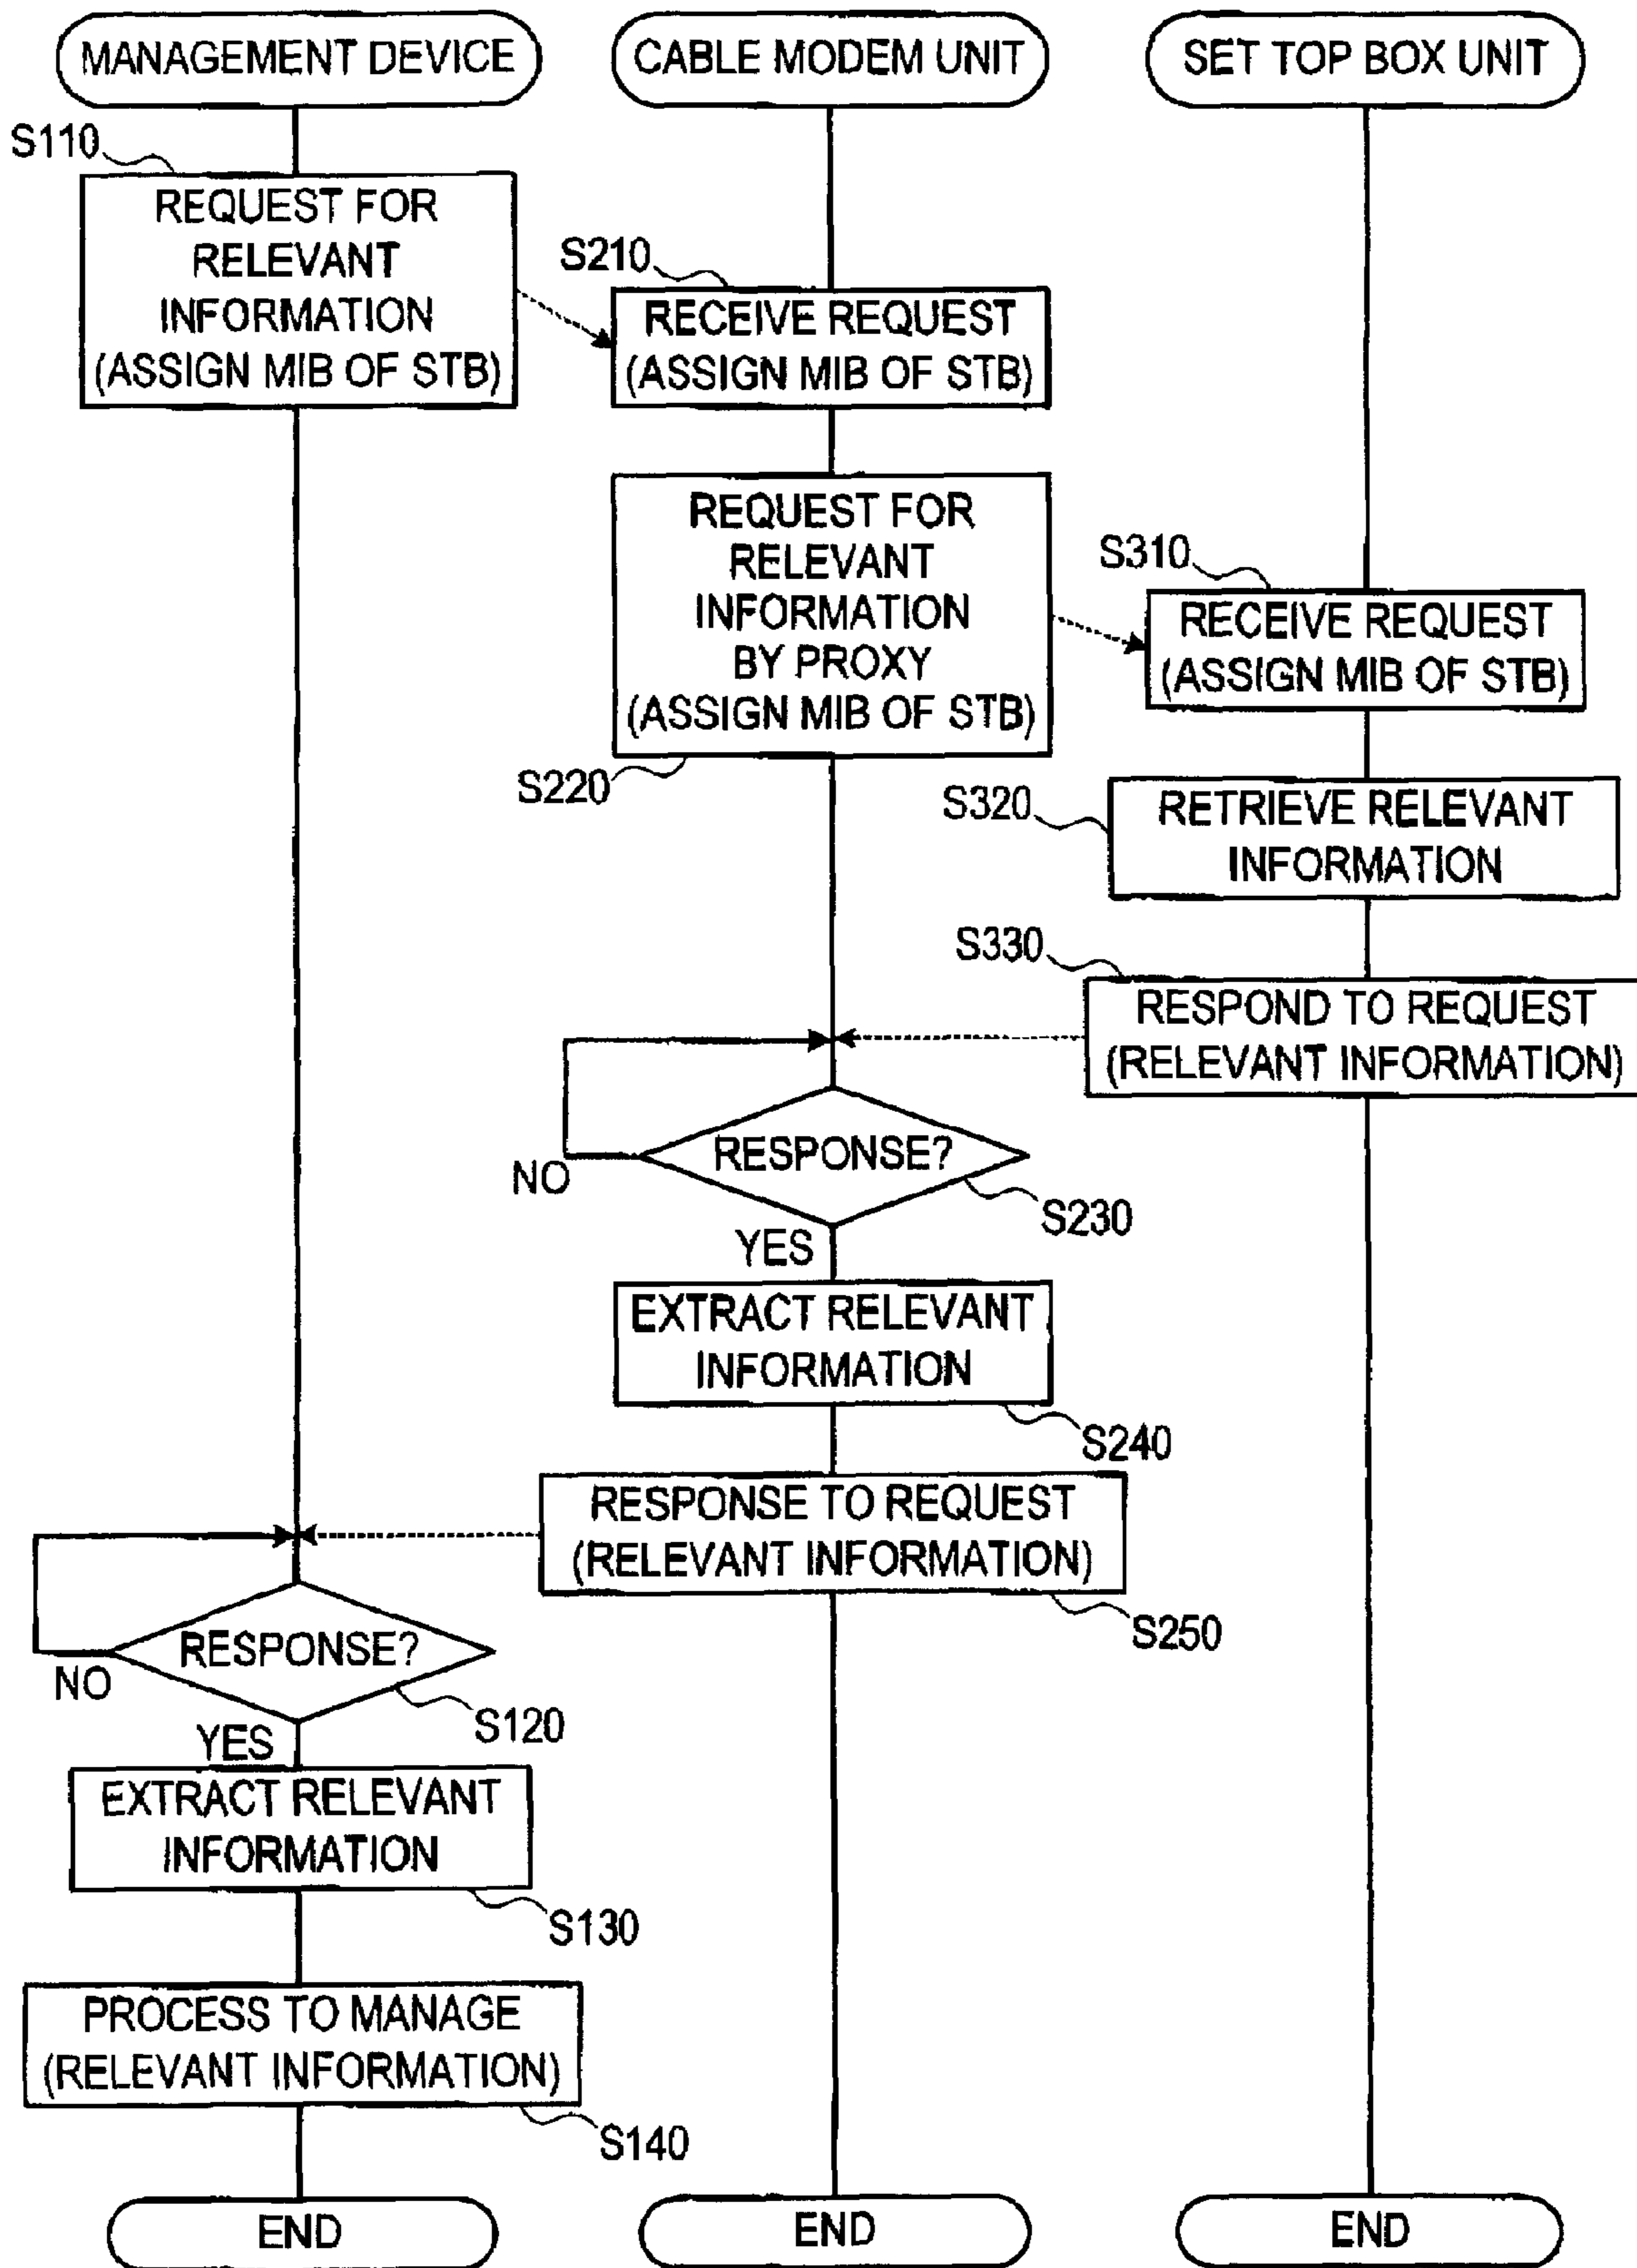 MANAGEMENT DEVICE
CABLE MODEM UNIT
SET TOP BOX UNIT
S110
REQUEST FOR
RELEVANT
INFORMATION
(ASSIGN MIB OF STB)
S210
RECEIVE REQUEST
(ASSIGN MIB OF STB)
REQUEST FOR
RELEVANT
INFORMATION
BY PROXY
(ASSIGN MIB OF STB)
S220
S310
RECEIVE REQUEST
(ASSIGN MIB OF STB)
S320
RETRIEVE RELEVANT
INFORMATION
S330
RESPOND TO REQUEST
(RELEVANT INFORMATION)
RESPONSE?
NO
S230
YES
EXTRACT RELEVANT
INFORMATION
S240
RESPONSE TO REQUEST
(RELEVANT INFORMATION)
S250
RESPONSE?
NO
S120
YES
EXTRACT RELEVANT
INFORMATION
S130
PROCESS TO MANAGE
(RELEVANT INFORMATION)
S140
END
END
END